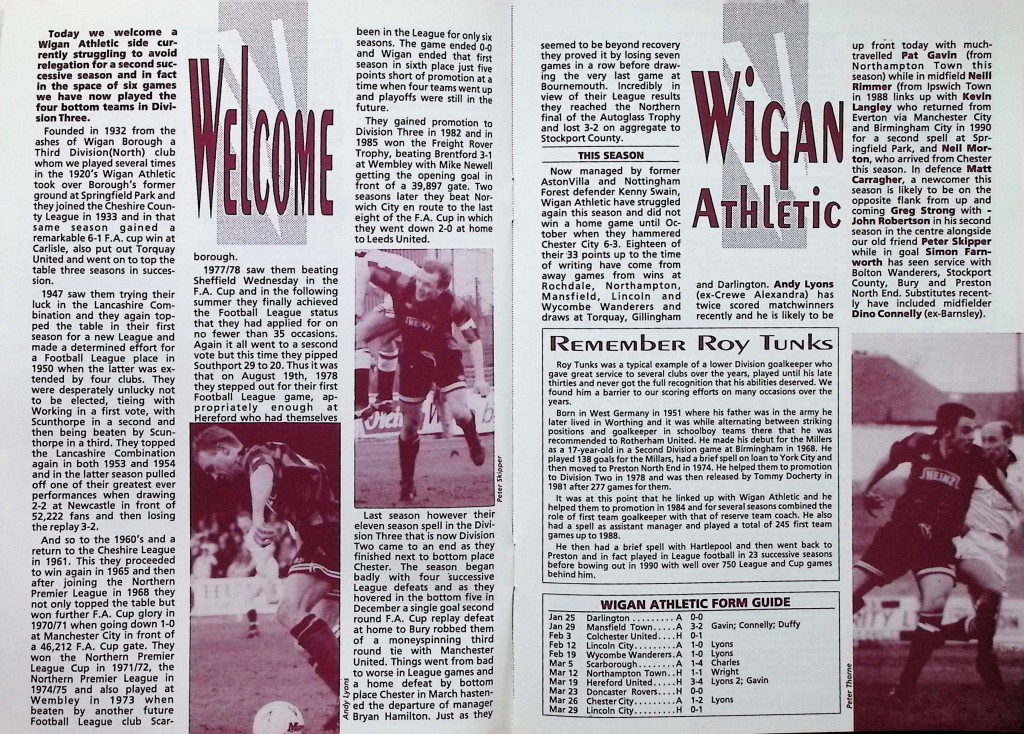 Today we welcome a
Wigan Athletic side cur-
rently struggling to avoid
relegation for a second suc-
cessive season and in fact
in the space of six games
we have now played the
four bottom teams in Divi-
sion Three.
Founded in 1932 from the
ashes of Wigan Borough a
Third Division(North) club
whom we played several times
in the 1920's Wigan Athletic
took over Borough's former
ground at Springfield Park and
they joined the Cheshire Coun-
ty League in 1933 and in that
same season gained a
remarkable 6-1 F.A. cup win at
Carlisle, also put out Torquay
United and went on to top the
table three seasons in succes-
sion.
1947 saw them trying their
luck in the Lancashire Com-
bination and they again top-
ped the table in their first
season for a new League and
made a determined effort for
a Football League place in
1950 when the latter was ex-
tended by four clubs. They
were desperately unlucky not
to be elected, tieing with
Working in a first vote, with
Scunthorpe in a second and
then being beaten by Scun-
thorpe in a third. They topped
the Lancashire Combination
again in both 1953 and 1954
and in the latter season pulled
off one of their greatest ever
performances when drawing
2-2 at Newcastle in front of
52,222 fans and then losing
the replay 3-2.
And so to the 1960's and a
return to the Cheshire League
in 1961. This they proceeded
to win again in 1965 and then
after joining the Northern
Premier League in 1968 they
not only topped the table but
won further F.A. Cup glory in
1970/71 when going down 1-0
at Manchester City in front of
a 46,212 F.A. Cup gate. They
won the Northern Premier
League Cup in 1971/72, the
Northern Premier League in
1974/75 and also played at
Wembley in 1973 when
beaten by another future
Football League club Scar-
WELCOME
borough.
1977/78 saw them beating
Sheffield Wednesday in the
F.A. Cup and in the following
summer they finally achieved
the Football League status
that they had applied for on
no fewer than 35 occasions.
Again it all went to a sercond
vote but this time they pipped
Southport 29 to 20. Thus it was
that on August 19th, 1978
they stepped out for their first
Football League game, ap-
propriately enough at
Hereford who had themselves
Andy Lyons
been in the League for only six
seasons. The game ended 0-0
and Wigan ended that first
season in sixth place just five
points short of promotion at a
time when four teams went up
and playoffs were still in the
future.
They gained promotion to
Division Three in 1982 and in
1985 won the Freight Rover
Trophy, beating Brentford 3-1
at Wembley with Mike Newell
getting the opening goal in
front of a 39,897 gate. Two
seasons later they beat Nor-
wich City en route to the last
eight of the F.A. Cup in which
they went down 2-0 at home
to Leeds United.
HEINZ
Peter Skipper
Last season however their
eleven season spell in the Divi-
sion Three that is now Division
Two came to an end as they
finished next to bottom place
Chester. The season began
badly with four successive
League defeats and as they
hovered in the bottom five in
December a single goal second
round F.A. Cup replay defeat
at home to Bury robbed them
of a moneyspinning third
round tie with Manchester
United. Things went from bad
to worse in League games and
a home defeat by bottom
place Chester in March hasten-
ed the departure of manager
Bryan Hamilton. Just as they
seemed to be beyond recovery
they proved it by losing seven
games in a row before draw-
ing the very last game at
Bournemouth. Incredibly in
view of their League results
they reached the Northern
final of the Autoglass Trophy
and lost 3-2 on aggregate to
Stockport County.
THIS SEASON
Now managed by former
AstonVilla and Nottingham
Forest defender Kenny Swain,
Wigan Athletic have struggled
again this season and did not
win a home game until Oc-
tober when they hammered
Chester City 6-3. Eighteen of
their 33 points up to the time
of writing have come from
away games from wins at
Rochdale, Northampton,
Mansfield, Lincoln and
Wycombe Wanderers and
draws at Torquay, Gillingham
WIGAN
ATHLETIC
and Darlington. Andy Lyons
(ex-Crewe Alexandra) has
twice scored matchwinners
recently and he is likely to be
up front today with much-
travelled Pat Gavin (from
Northampton Town this
season) while in midfield Neill
Rimmer (from Ipswich Town
in 1988 links up with Kevin
Langley who returned from
Everton via Manchester City
and Birmingham City in 1990
for a second spell at Spr-
ingfield Park, and Neil Mor-
ton, who arrived from Chester
this season. In defence Matt
Carragher, a newcomer this
season is likely to be on the
opposite flank from up and
coming Greg Strong with -
John Robertson in his second
season in the centre alongside
our old friend Peter Skipper
while in goal Simon Farn-
worth has seen service with
Bolton Wanderers, Stockport
County, Bury and Preston
North End. Substitutes recent-
ly have included midfielder
Dino Connelly (ex-Barnsley).
REMEMBER ROY TUNKS
Roy Tunks was a typical example of a lower Division goalkeeper who
gave great service to several clubs over the years, played until his late
thirties and never got the full recognition that his abilities deserved. We
found him a barrier to our scoring efforts on many occasions over the
years.
Born in West Germany in 1951 where his father was in the army he
later lived in Worthing and it was while alternating between striking
positions and goalkeeper in schoolboy teams there that he was
recommended to Rotherham United. He made his debut for the Millers
as a 17-year-old in a Second Division game at Birmingham in 1968. He
played 138 goals for the Millars, had a brief spell on loan to York City and
then moved to Preston North End in 1974. He helped them to promotion
to Division Two in 1978 and was then released by Tommy Docherty in
1981 after 277 games for them.
It was at this point that he linked up with Wigan Athletic and he
helped them to promotion in 1984 and for several seasons combined the
role of first team goalkeeper with that of reserve team coach. He also
had a spell as assistant manager and played a total of 245 first team
games up to 1988.
He then had a brief spell with Hartlepool and then went back to
Preston and in fact played in League football in 23 successive seasons
before bowing out in 1990 with well over 750 League and Cup games
behind him.
WIGAN ATHLETIC FORM GUIDE
Jan 25 Darlington ......... A 0-0
Jan 29 Mansfield Town..... A 3-2 Gavin; Connelly; Duffy
Feb 3 Colchester United.... H 0-1
Feb 12 Lincoln City........ A 1-0 Lyons
Feb 19 Wycombe Wanderers. A 1-0 Lyons
Mar 5 Scarborough........ A 1-4 Charles
Mar 12 Northampton Town.. H 1-1 Wright
Mar 19 Hereford United..... H 3-4 Lyons 2; Gavin
Mar 23 Doncaster Rovers.... H 0-0
Mar 26 Chester City........ A 1-2 Lyons
Mar 29 Lincoln City........ H 0-1
HEINZ
Peter Thorne